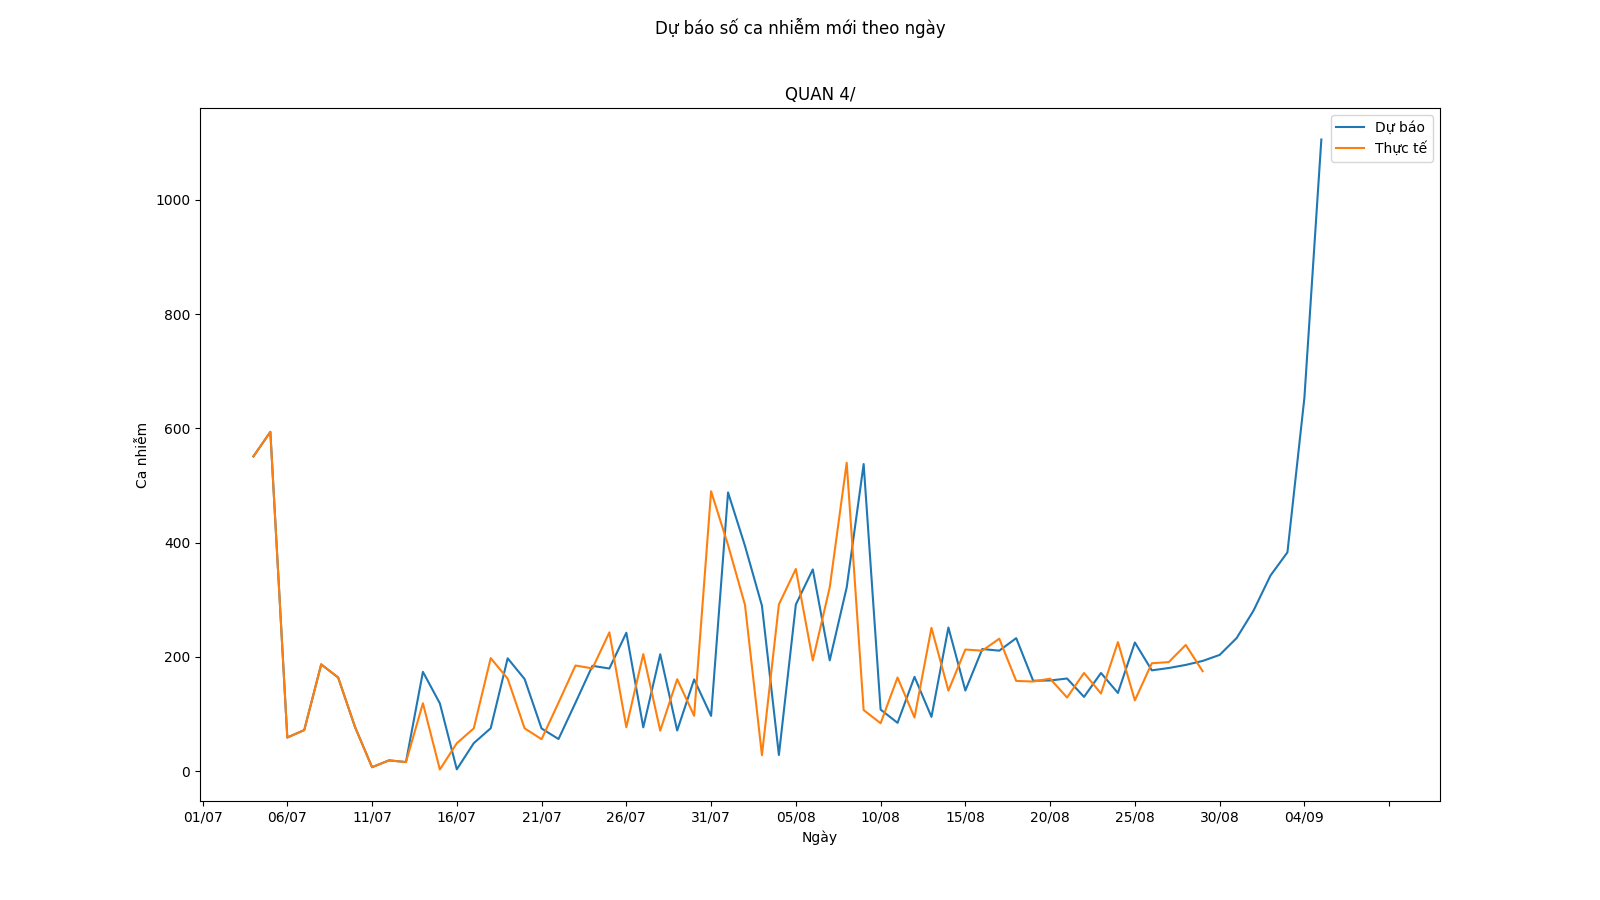 Dự báo số ca nhiễm mới theo ngày
QUAN 4/
Dự báo
Thực tế
1000
800
600
400
200
0
Ca nhiễm
01/07 06/07 11/07 16/07 21/07 26/07 31/07 05/08 10/08 15/08 20/08 25/08 30/08 04/09
Ngày